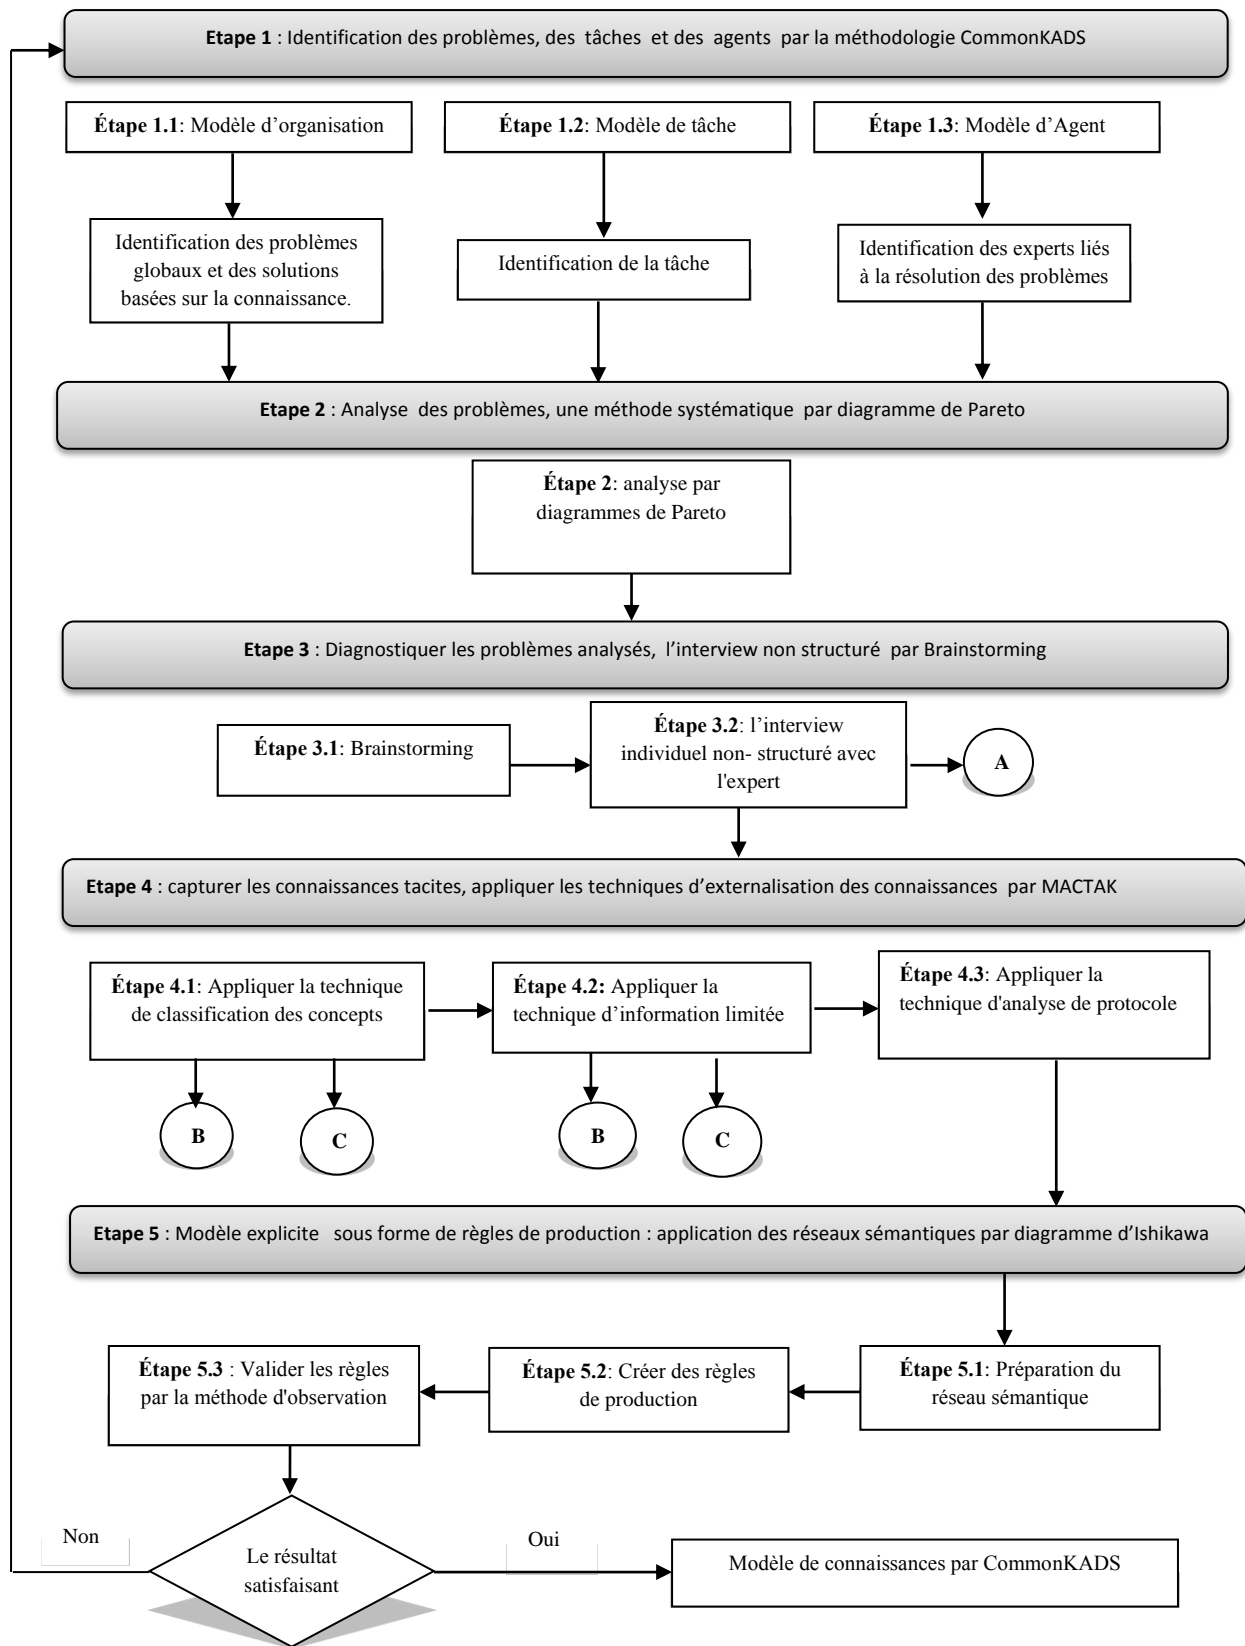 Etape 1 : Identification des problèmes, des tâches et des agents par la méthodologie CommonKADS
Étape 1.1: Modèle d'organisation
Étape 1.2: Modèle de tâche
Étape 1.3: Modèle d'Agent
Identification des problèmes
globaux et des solutions
basées sur la connaissance.
Identification de la tâche
Identification des experts liés
à la résolution des problèmes
Etape 2 : Analyse des problèmes, une méthode systématique par diagramme de Pareto
Étape 2: analyse par
diagrammes de Pareto
Etape 3 : Diagnostiquer les problèmes analysés, l'interview non structuré par Brainstorming
Étape 3.1: Brainstorming
Étape 3.2: l'interview
individuel non- structuré avec
l'expert
A
Etape 4 : capturer les connaissances tacites, appliquer les techniques d'externalisation des connaissances par MACTAK
Étape 4.1: Appliquer la technique
de classification des concepts
Étape 4.2: Appliquer la
technique d'information limitée
Étape 4.3: Appliquer la
technique d'analyse de protocole
B
C
B
C
Etape 5 : Modèle explicite sous forme de règles de production : application des réseaux sémantiques par diagramme d'Ishikawa
Étape 5.3 : Valider les règles
par la méthode d'observation
Étape 5.2: Créer des règles
de production
Étape 5.1: Préparation du
réseau sémantique
Non
Le résultat
satisfaisant
Oui
Modèle de connaissances par CommonKADS